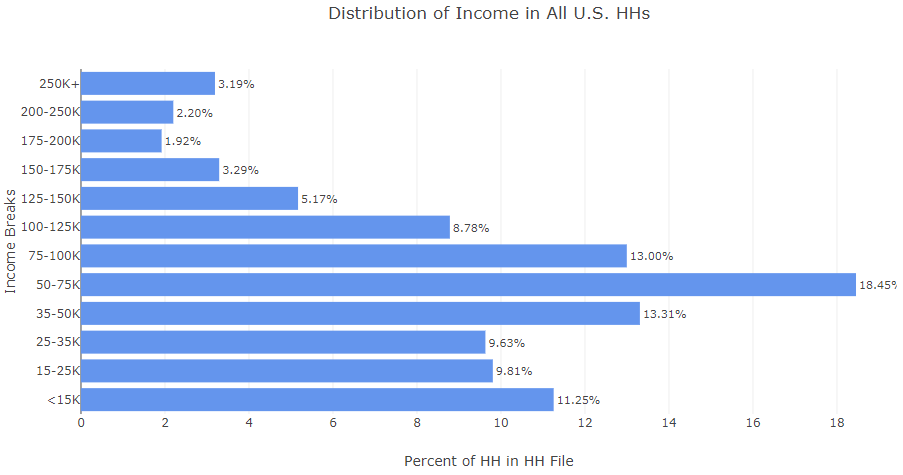 Distribution of Income in All U.S. HHs
Income Breaks
250K+ 3.19%
200-250K 2.20%
175-200K 1.92%
150-175K 3.29%
125-150K 5.17%
100-125K 8.78%
75-100K 13.00%
50-75K 18.45%
35-50K 13.31%
25-35K 9.63%
15-25K 9.81%
<15K 11.25%
0 2 4 6 8 10 12 14 16 18
Percent of HH in HH File